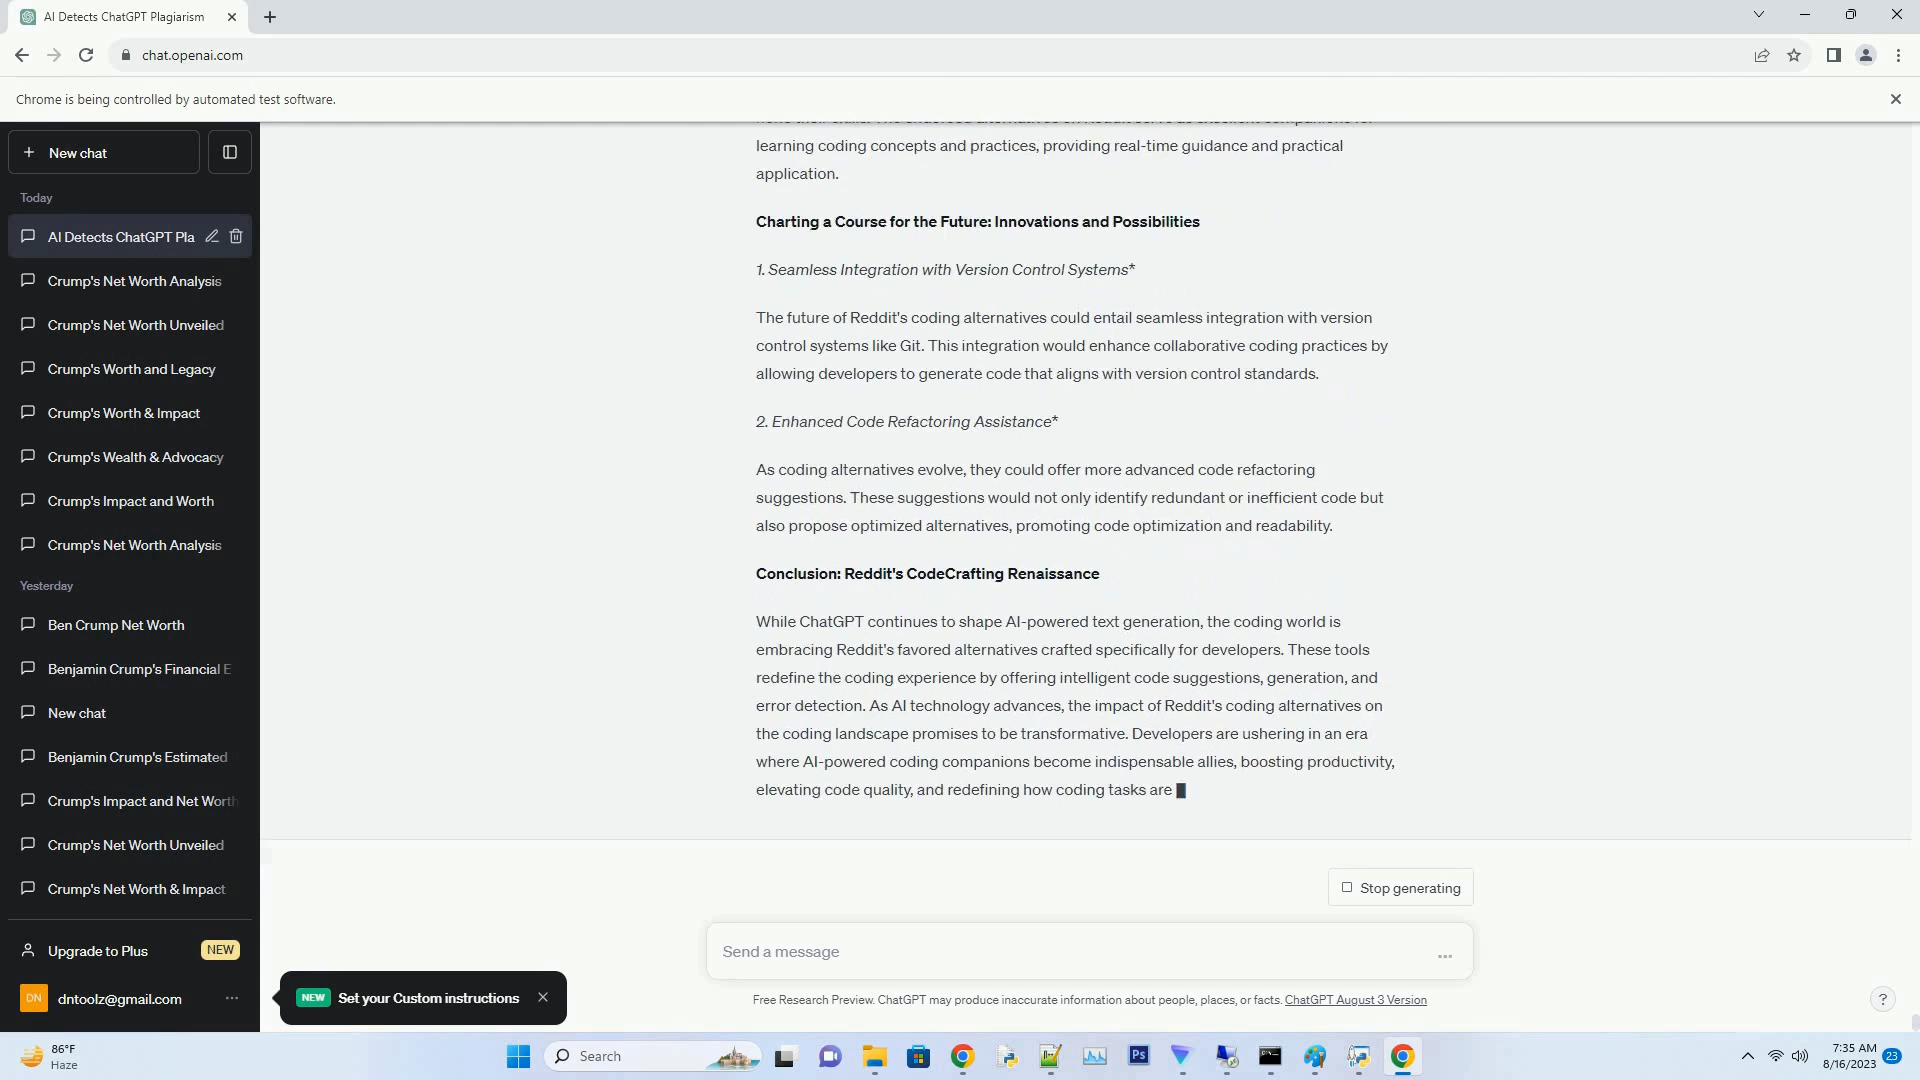 AI Detects ChatGPT Plagiarism
chat.openai.com
Chrome is being controlled by automated test software.
New chat
Today
AI Detects ChatGPT Pla
Crump's Net Worth Analysis
Crump's Net Worth Unveiled
Crump's Worth and Legacy
Crump's Worth & Impact
Crump's Wealth & Advocacy
Crump's Impact and Worth
Crump's Net Worth Analysis
Yesterday
Ben Crump Net Worth
Benjamin Crump's Financial E
New chat
Benjamin Crump's Estimated
Crump's Impact and Net Worth
Crump's Net Worth Unveiled
Crump's Net Worth & Impact
Upgrade to Plus NEW
DN dntoolz@gmail.com
learning coding concepts and practices, providing real-time guidance and practical
application.
Charting a Course for the Future: Innovations and Possibilities
1. Seamless Integration with Version Control Systems*
The future of Reddit's coding alternatives could entail seamless integration with version
control systems like Git. This integration would enhance collaborative coding practices by
allowing developers to generate code that aligns with version control standards.
2. Enhanced Code Refactoring Assistance*
As coding alternatives evolve, they could offer more advanced code refactoring
suggestions. These suggestions would not only identify redundant or inefficient code but
also propose optimized alternatives, promoting code optimization and readability.
Conclusion: Reddit's CodeCrafting Renaissance
While ChatGPT continues to shape AI-powered text generation, the coding world is
embracing Reddit's favored alternatives crafted specifically for developers. These tools
redefine the coding experience by offering intelligent code suggestions, generation, and
error detection. As AI technology advances, the impact of Reddit's coding alternatives on
the coding landscape promises to be transformative. Developers are ushering in an era
where AI-powered coding companions become indispensable allies, boosting productivity,
elevating code quality, and redefining how coding tasks are
Stop generating
Send a message
NEW Set your Custom instructions
Free Research Preview. ChatGPT may produce inaccurate information about people, places, or facts. ChatGPT August 3 Version
?
86°F
Haze
Search
Ps
7:35 AM
8/16/2023
23